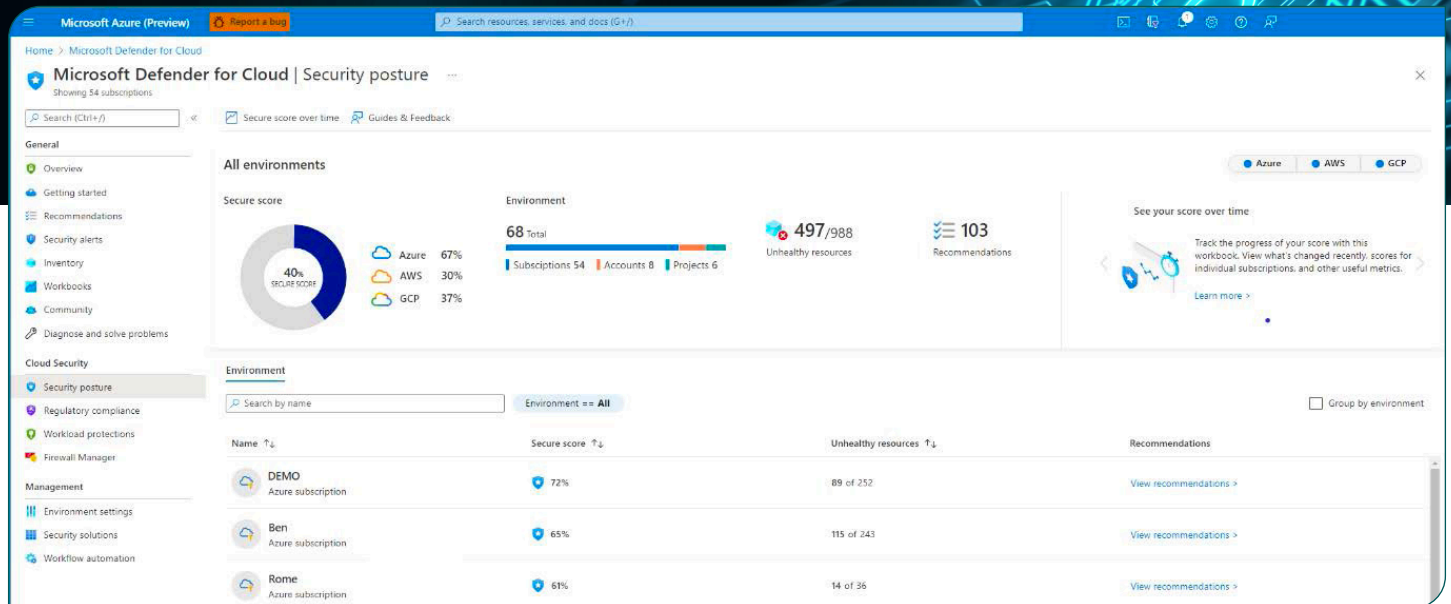 Microsoft Azure (Preview)
Report a bug
Search resources, services, and docs (G+/)
1
Home > Microsoft Defender for Cloud
Microsoft Defender for Cloud | Security posture ...
Showing 54 subscriptions
Search (Ctrl+/)
«
Secure score over time
Guides & Feedback
General
Overview
Getting started
Recommendations
Security alerts
Inventory
Workbooks
Community
Diagnose and solve problems
Cloud Security
Security posture
Regulatory compliance
Workload protections
Firewall Manager
Management
Environment settings
Security solutions
Workflow automation
All environments
Azure
AWS
GCP
Secure score
40%
SECURE SCORE
Azure 67%
AWS 30%
GCP 37%
Environment
68 Total
Subsciptions 54
Accounts 8
Projects 6
497/988
Unhealthy resources
103
Recommendations
See your score over time
Track the progress of your score with this
workbook. View what's changed recently, scores for
individual subscriptions, and other useful metrics.
Learn more >
Environment
Search by name
Environment == All
Group by environment
Name ↑↓ Secure score ↑↓ Unhealthy resources ↑↓ Recommendations
DEMO
Azure subscription
72%
89 of 252
View recommendations >
Ben
Azure subscription
65%
115 of 243
View recommendations >
Rome
Azure subscription
61%
14 of 36
View recommendations >